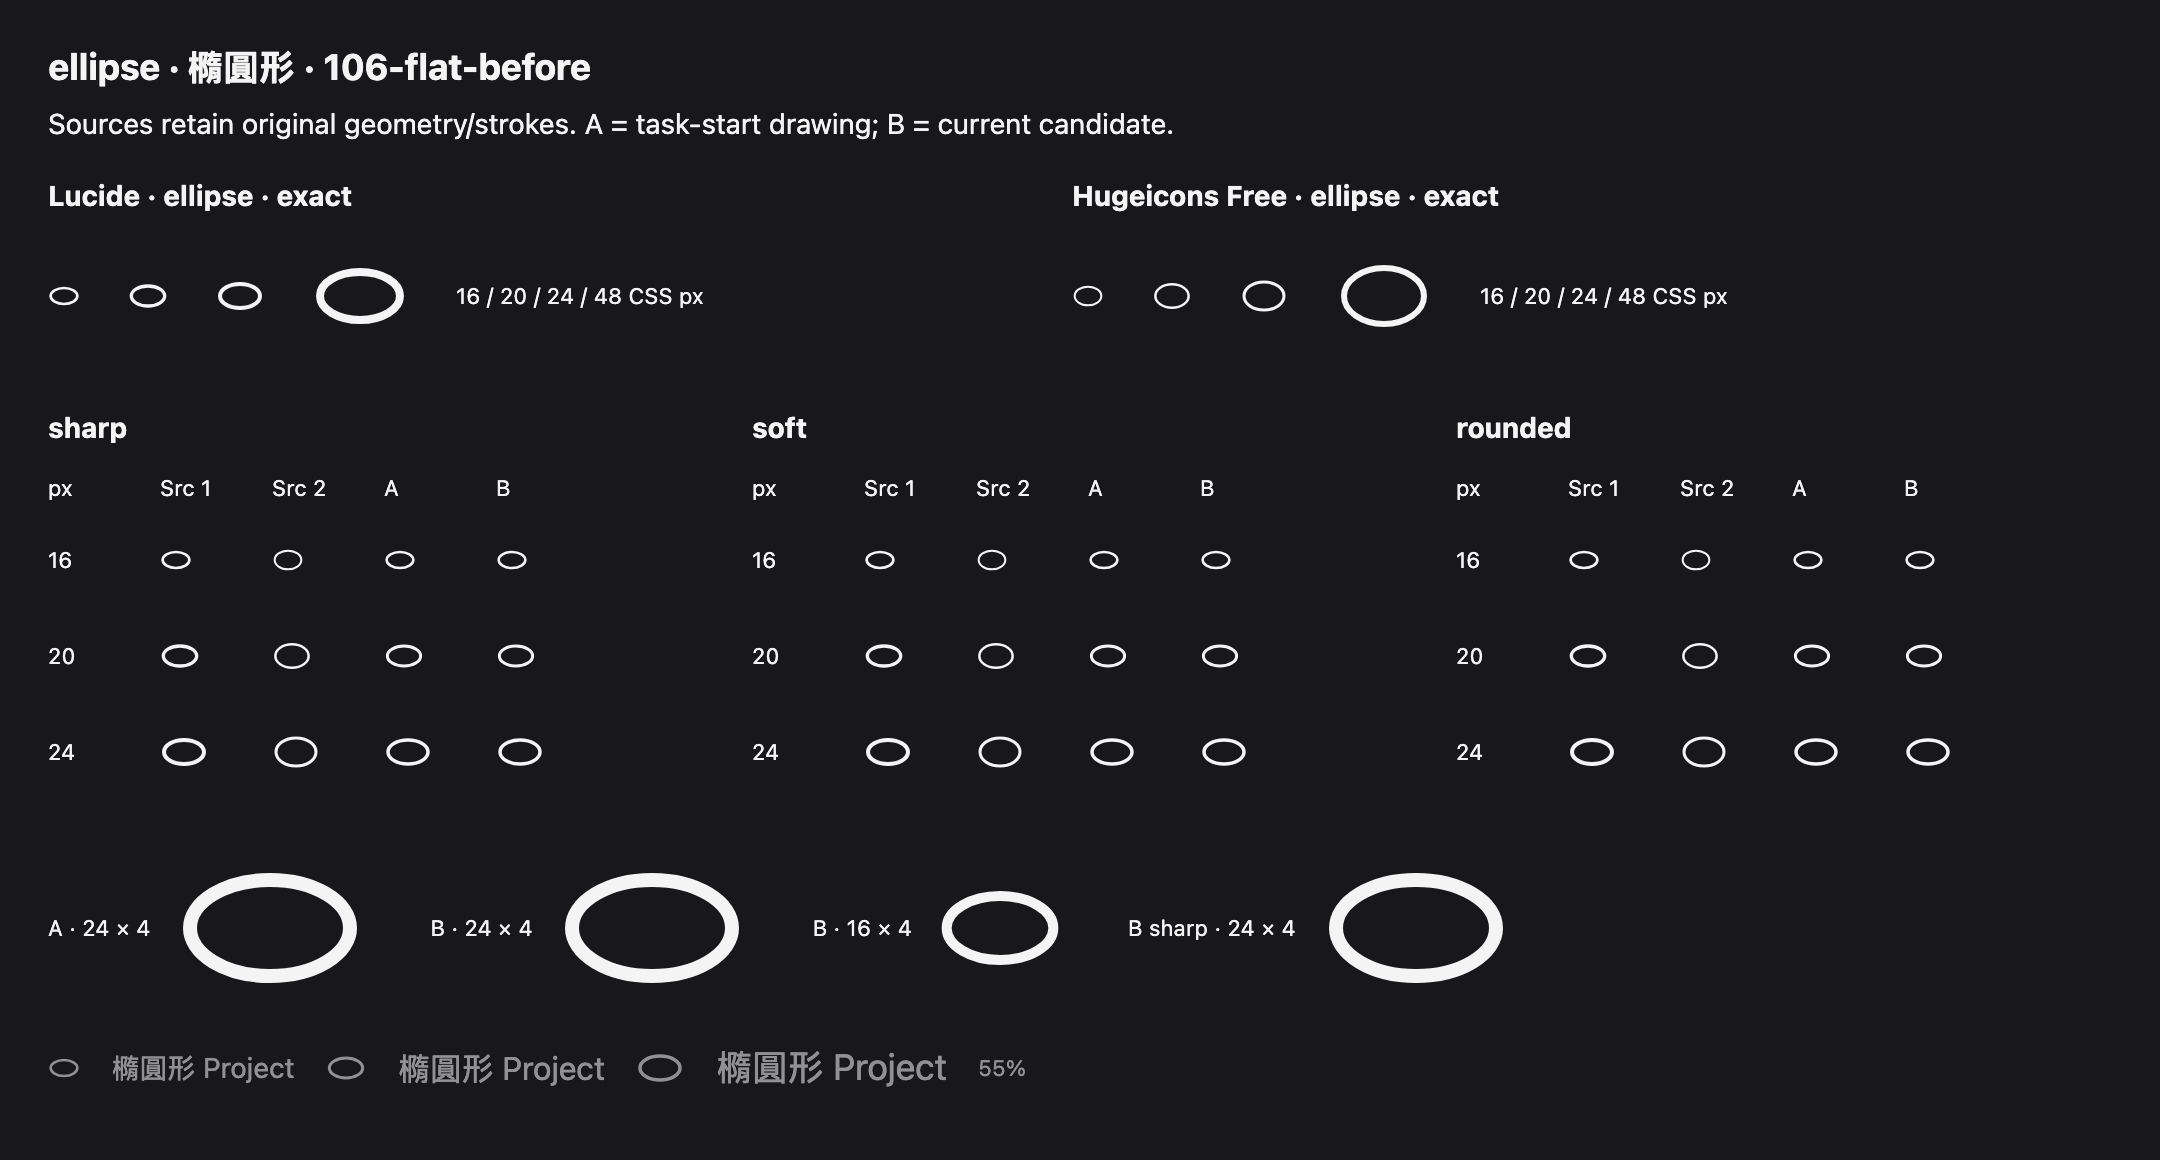 ellipse · 橢圓形 · 106-flat-before
Sources retain original geometry/strokes. A = task-start drawing; B = current candidate.
Lucide · ellipse · exact
16 / 20 / 24 / 48 CSS px
Hugeicons Free · ellipse · exact
16 / 20 / 24 / 48 CSS px
sharp
px Src 1 Src 2 A B
16
20
24
soft
px Src 1 Src 2 A B
16
20
24
rounded
px Src 1 Src 2 A B
16
20
24
A · 24 × 4
B · 24 × 4
B · 16 × 4
B sharp · 24 × 4
橢圓形 Project 橢圓形 Project 橢圓形 Project 55%